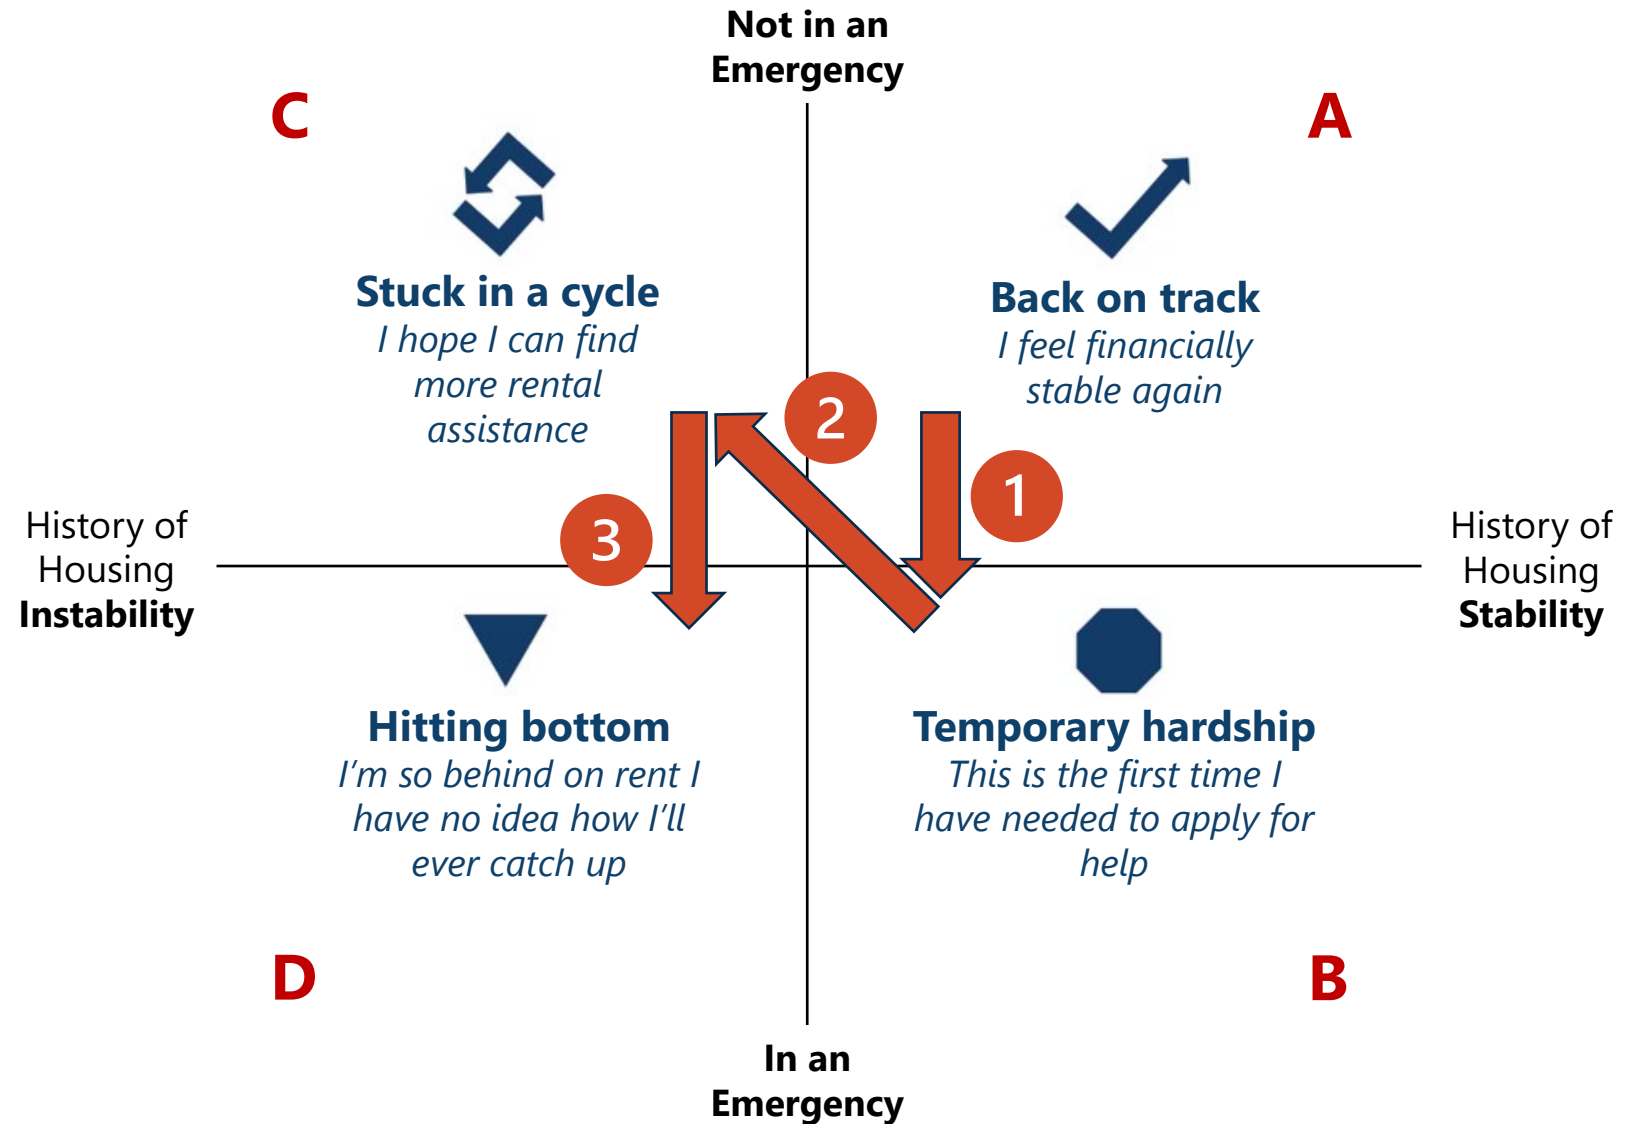 Not in an
Emergency
C
A
Stuck in a cycle
I hope I can find
more rental
assistance
Back on track
I feel financially
stable again
2
1
3
History of
Housing
Instability
History of
Housing
Stability
Hitting bottom
I'm so behind on rent I
have no idea how I'll
ever catch up
Temporary hardship
This is the first time I
have needed to apply for
help
D
B
In an
Emergency